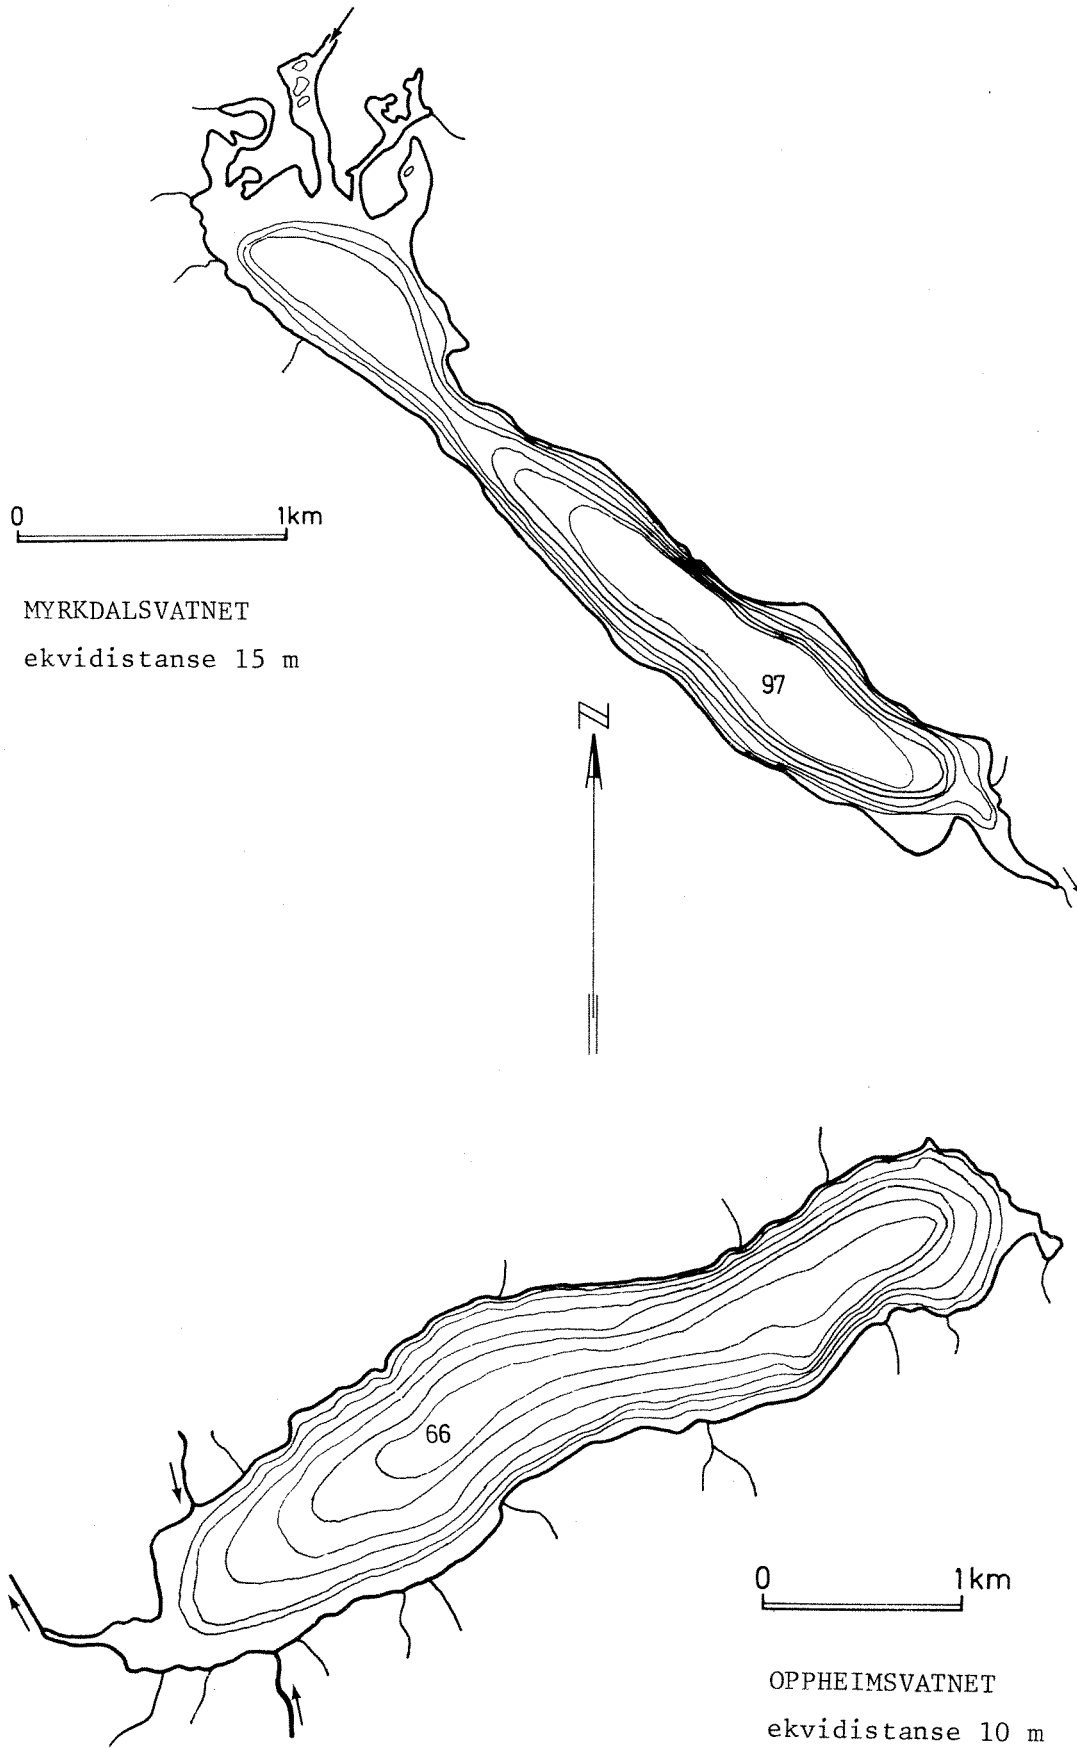 0 1km
MYRKDALSVATNET
ekvidistanse 15 m
97
N
66
0 1km
OPPHEIMSVATNET
ekvidistanse 10 m